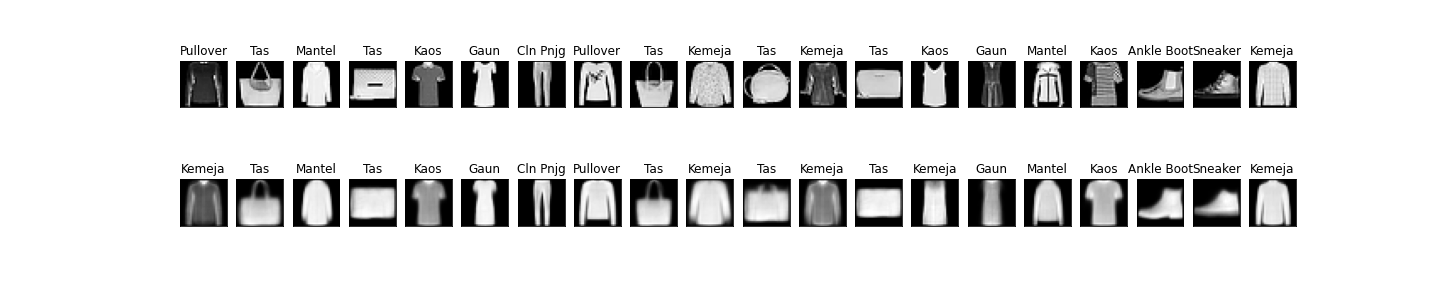 Pullover Tas Mantel Tas Kaos Gaun Cln Pnjg Pullover Tas Kemeja Tas Kemeja Tas Kaos Gaun Mantel Kaos Ankle Boot Sneaker Kemeja
Kemeja Tas Mantel Tas Kaos Gaun Cln Pnjg Pullover Tas Kemeja Tas Kemeja Tas Kemeja Gaun Mantel Kaos Ankle Boot Sneaker Kemeja